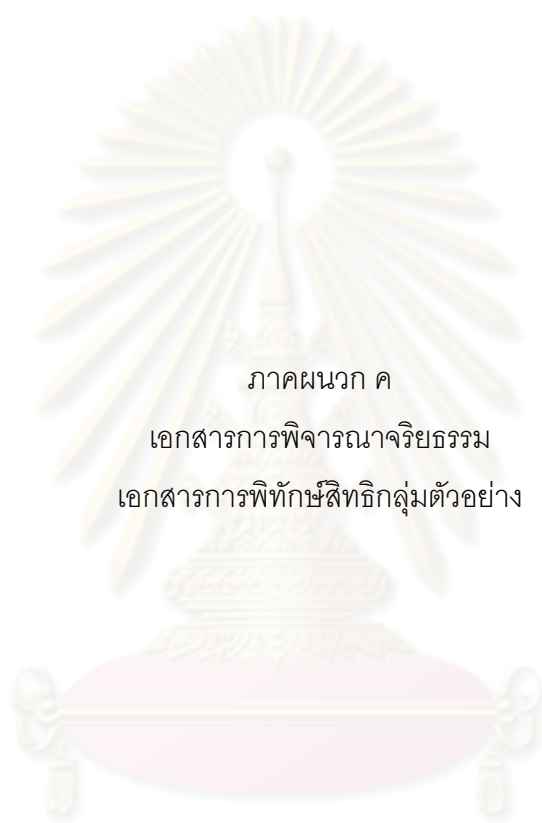 ภาคผนวก ค
เอกสารการพิจารณาจริยธรรม
เอกสารการพิทักษ์สิทธิกลุ่มตัวอย่าง